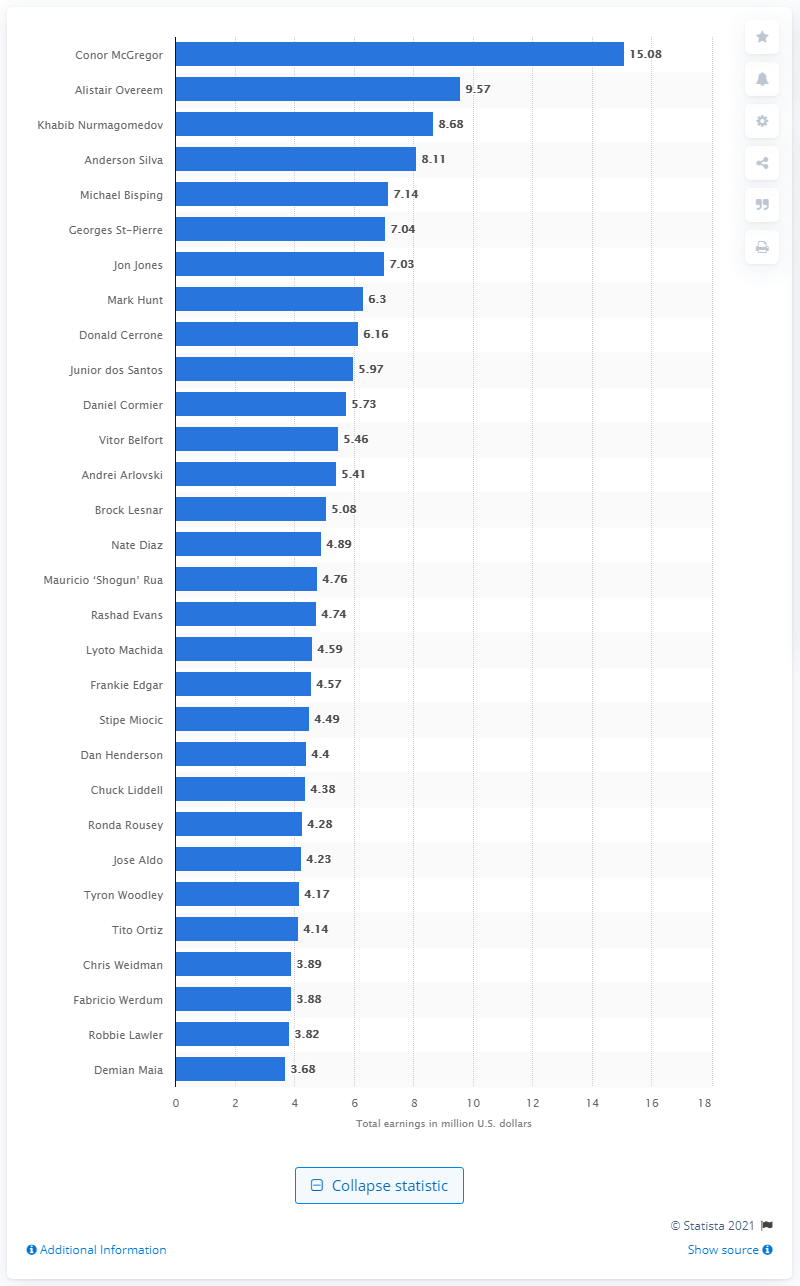 Conor McGregor 15.08
Alistair Overeem 9.57
Khabib Nurmagomedov 8.68
Anderson Silva 8.11
Michael Bisping 7.14
Georges St-Pierre 7.04
Jon Jones 7.03
Mark Hunt 6.3
Donald Cerrone 6.16
Junior dos Santos 5.97
Daniel Cormier 5.73
Vitor Belfort 5.46
Andrei Arlovski 5.41
Brock Lesnar 5.08
Nate Diaz 4.89
Mauricio ‘Shogun’ Rua 4.76
Rashad Evans 4.74
Lyoto Machida 4.59
Frankie Edgar 4.57
Stipe Miocic 4.49
Dan Henderson 4.4
Chuck Liddell 4.38
Ronda Rousey 4.28
Jose Aldo 4.23
Tyron Woodley 4.17
Tito Ortiz 4.14
Chris Weidman 3.89
Fabricio Werdum 3.88
Robbie Lawler 3.82
Demian Maia 3.68
0 2 4 6 8 10 12 14 16 18
Total earnings in million U.S. dollars
Collapse statistic
© Statista 2021
Additional Information Show source